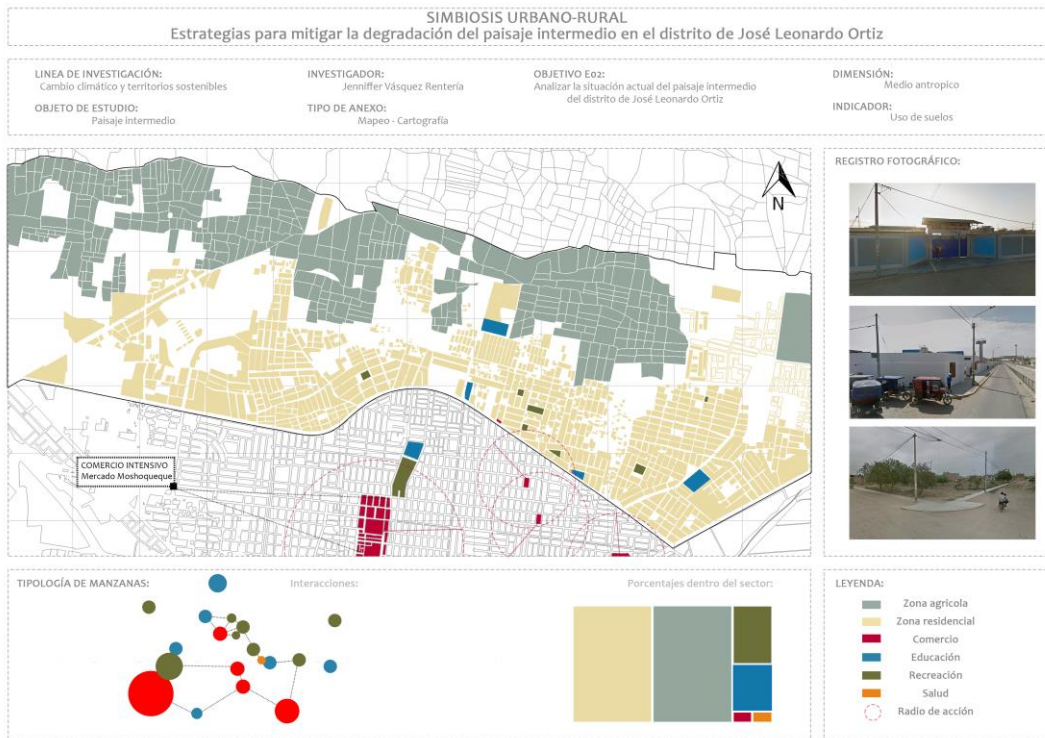 SIMBIOSIS URBANO-RURAL
Estrategias para mitigar la degradación del paisaje intermedio en el distrito de José Leonardo Ortiz
LINEA DE INVESTIGACIÓN:
Cambio climático y territorios sostenibles
OBJETO DE ESTUDIO:
Paisaje intermedio
INVESTIGADOR:
Jenniffer Vásquez Rentería
TIPO DE ANEXO:
Mapeo - Cartografía
OBJETIVO E02:
Analizar la situación actual del paisaje intermedio
del distrito de José Leonardo Ortiz
DIMENSIÓN:
Medio antropico
INDICADOR:
Uso de suelos
N
COMERCIO INTENSIVO
Mercado Moshoqueque
REGISTRO FOTOGRÁFICO:
TIPOLOGÍA DE MANZANAS:
Interacciones:
Porcentajes dentro del sector:
LEYENDA:
Zona agricola
Zona residencial
Comercio
Educación
Recreación
Salud
Radio de acción